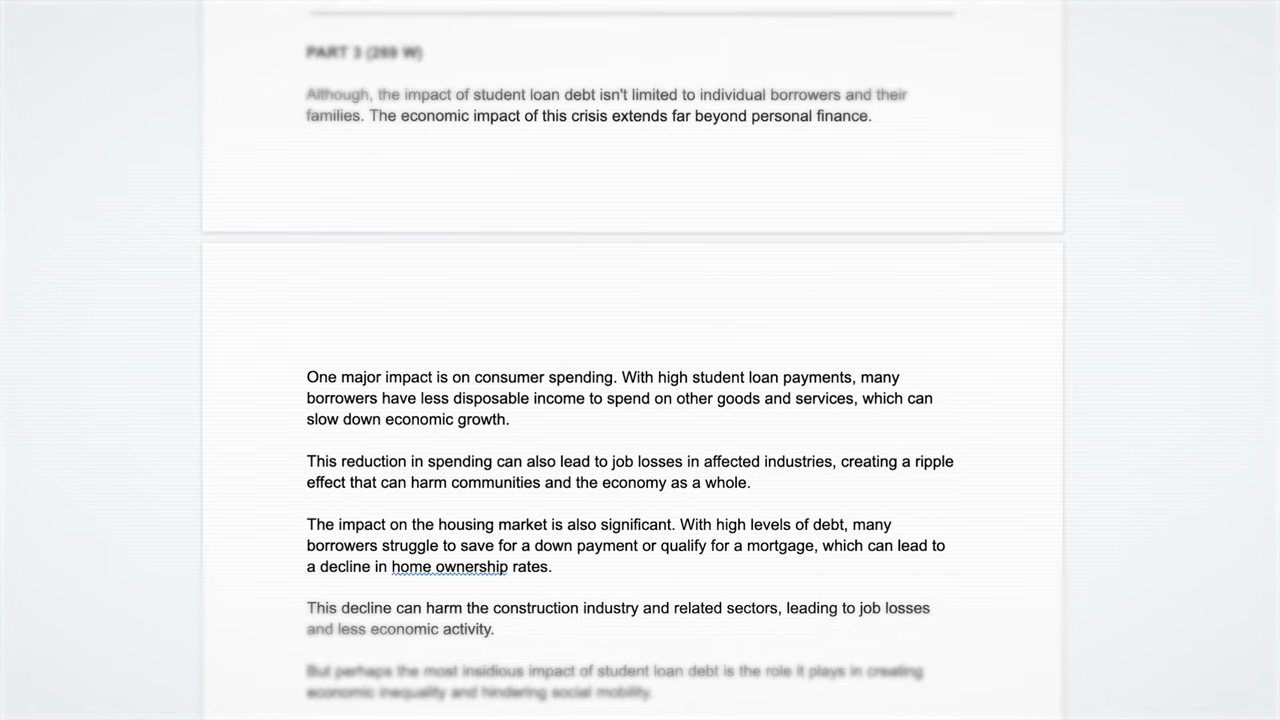 PART 3 (269 W)
Although, the impact of student loan debt isn't limited to individual borrowers and their
families. The economic impact of this crisis extends far beyond personal finance.
One major impact is on consumer spending. With high student loan payments, many
borrowers have less disposable income to spend on other goods and services, which can
slow down economic growth.
This reduction in spending can also lead to job losses in affected industries, creating a ripple
effect that can harm communities and the economy as a whole.
The impact on the housing market is also significant. With high levels of debt, many
borrowers struggle to save for a down payment or qualify for a mortgage, which can lead to
a decline in home ownership rates.
This decline can harm the construction industry and related sectors, leading to job losses
and less economic activity.
But perhaps the most insidious impact of student loan debt is the role it plays in creating
economic inequality and hindering social mobility.